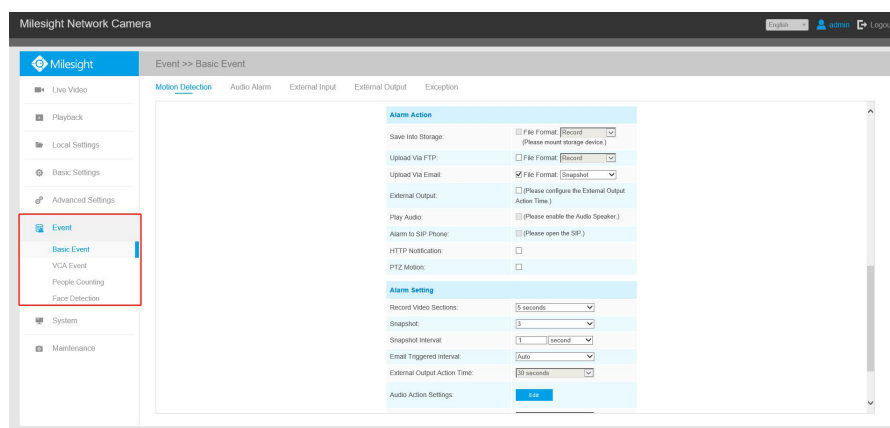 Milesight Network Camera
English
admin
Logou
Milesight
Event >> Basic Event
Live Video
Playback
Local Settings
Basic Settings
Advanced Settings
Event
Basic Event
VCA Event
People Counting
Face Detection
System
Maintenance
Motion Detection Audio Alarm External Input External Output Exception
Alarm Action
Save Into Storage: File Format: Record
(Please mount storage device.)
Upload Via FTP: File Format: Record
Upload Via Email: File Format: Snapshot
External Output: (Please configure the External Output
Action Time.)
Play Audio: (Please enable the Audio Speaker.)
Alarm to SIP Phone: (Please open the SIP.)
HTTP Notification:
PTZ Motion:
Alarm Setting
Record Video Sections: 5 seconds
Snapshot: 3
Snapshot Interval: 1 second
Email Triggered Interval: Auto
External Output Action Time: 30 seconds
Audio Action Settings: Edit